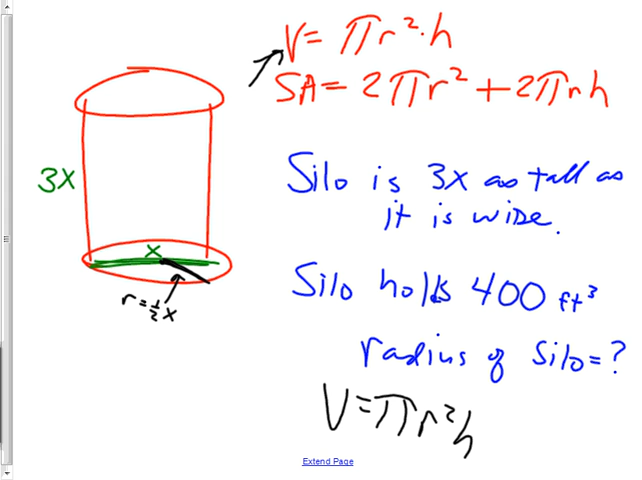 V = πr²·h
SA = 2πr² + 2πrh
Silo is 3x as tall as
it is wide.
3X
X
r = ½x
Silo holds 400 ft³
radius of silo = ?
V = πr²h
Extend Page